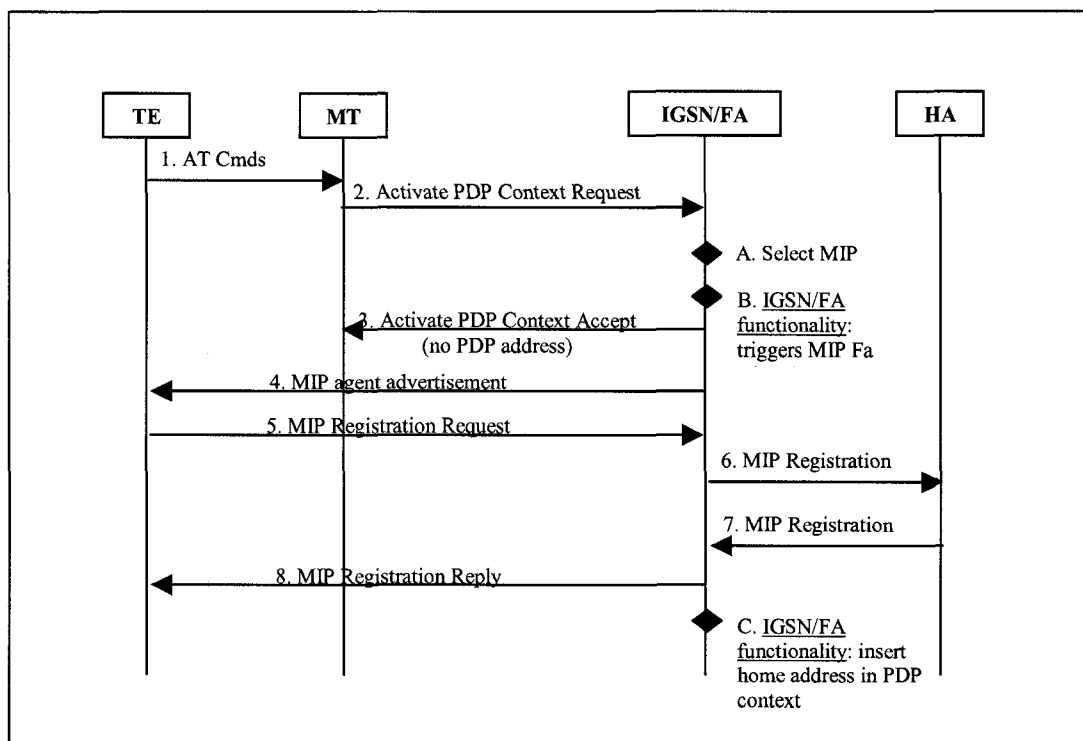 TE
MT
IGSN/FA
HA
1. AT Cmds
2. Activate PDP Context Request
A. Select MIP
B. IGSN/FA
functionality:
triggers MIP Fa
3. Activate PDP Context Accept
(no PDP address)
4. MIP agent advertisement
5. MIP Registration Request
6. MIP Registration
7. MIP Registration
8. MIP Registration Reply
C. IGSN/FA
functionality: insert
home address in PDP
context